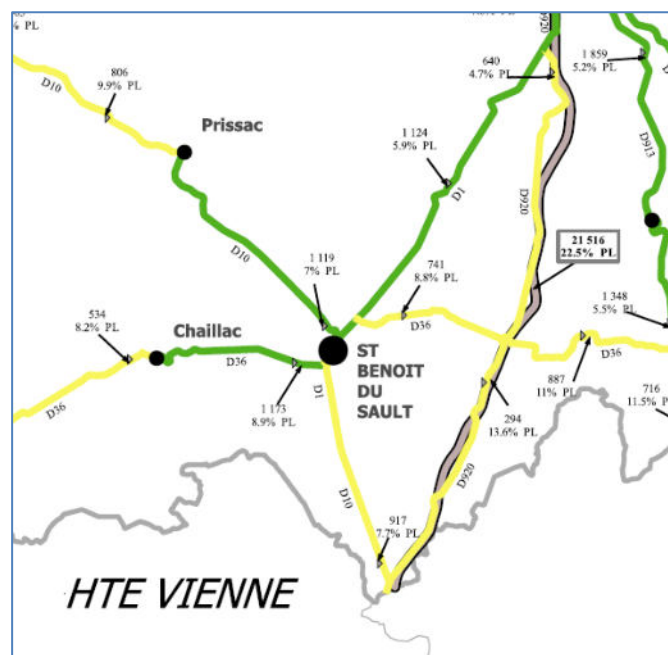 D920
640
4.7% PL
1 859
5.2% PL
806
9.9% PL
D10
Prissac
1 124
5.9% PL
D1
D913
D920
D10
21 516
22.5% PL
1 119
7% PL
741
8.8% PL
D36
1 348
5.5% PL
534
8.2% PL
Chaillac
D36
ST
BENOIT
DU
SAULT
D36
887
11% PL
716
11.5% PL
D36
1 173
8.9% PL
D1
294
13.6% PL
D920
D10
917
7.7% PL
HTE VIENNE